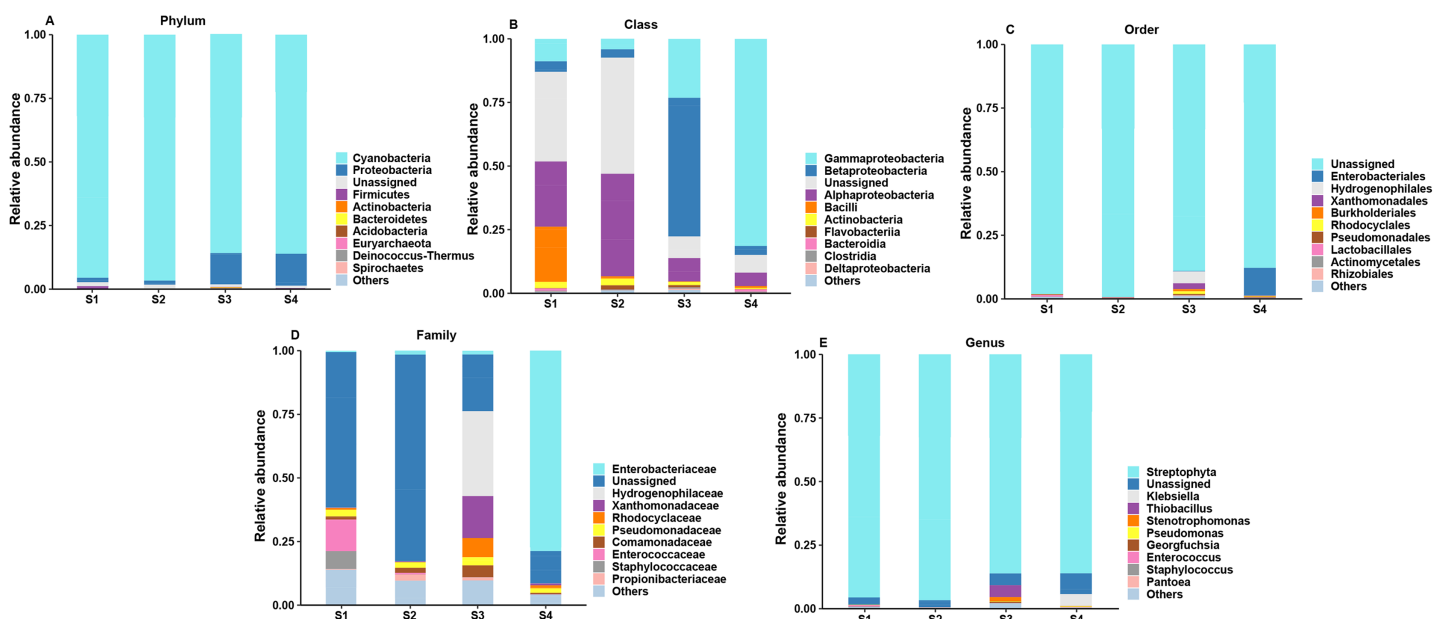 A Phylum
Relative abundance
1.00
0.75
0.50
0.25
0.00
S1 S2 S3 S4
Cyanobacteria
Proteobacteria
Unassigned
Firmicutes
Actinobacteria
Bacteroidetes
Acidobacteria
Euryarchaeota
Deinococcus-Thermus
Spirochaetes
Others
B Class
Relative abundance
1.00
0.75
0.50
0.25
0.00
S1 S2 S3 S4
Gammaproteobacteria
Betaproteobacteria
Unassigned
Alphaproteobacteria
Bacilli
Actinobacteria
Flavobacteriia
Bacteroidia
Clostridia
Deltaproteobacteria
Others
C Order
Relative abundance
1.00
0.75
0.50
0.25
0.00
S1 S2 S3 S4
Unassigned
Enterobacteriales
Hydrogenophilales
Xanthomonadales
Burkholderiales
Rhodocyclales
Pseudomonadales
Lactobacillales
Actinomycetales
Rhizobiales
Others
D Family
Relative abundance
1.00
0.75
0.50
0.25
0.00
S1 S2 S3 S4
Enterobacteriaceae
Unassigned
Hydrogenophilaceae
Xanthomonadaceae
Rhodocyclaceae
Pseudomonadaceae
Comamonadaceae
Enterococcaceae
Staphylococcaceae
Propionibacteriaceae
Others
E Genus
Relative abundance
1.00
0.75
0.50
0.25
0.00
S1 S2 S3 S4
Streptophyta
Unassigned
Klebsiella
Thiobacillus
Stenotrophomonas
Pseudomonas
Georgfuchsia
Enterococcus
Staphylococcus
Pantoea
Others